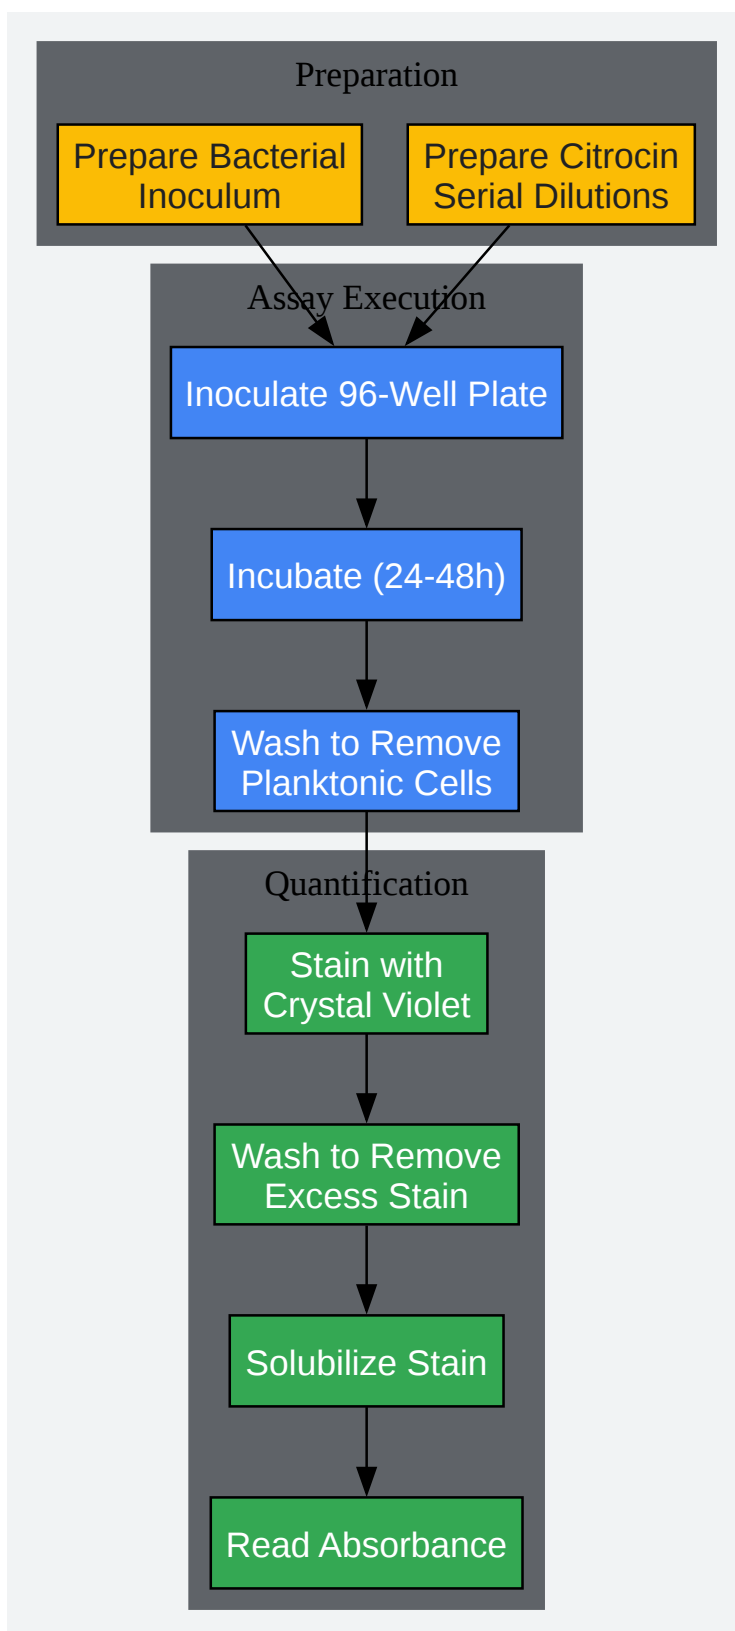 Preparation
Prepare Bacterial
Inoculum
Prepare Citrocin
Serial Dilutions
Assay Execution
Inoculate 96-Well Plate
Incubate (24-48h)
Wash to Remove
Planktonic Cells
Quantification
Stain with
Crystal Violet
Wash to Remove
Excess Stain
Solubilize Stain
Read Absorbance